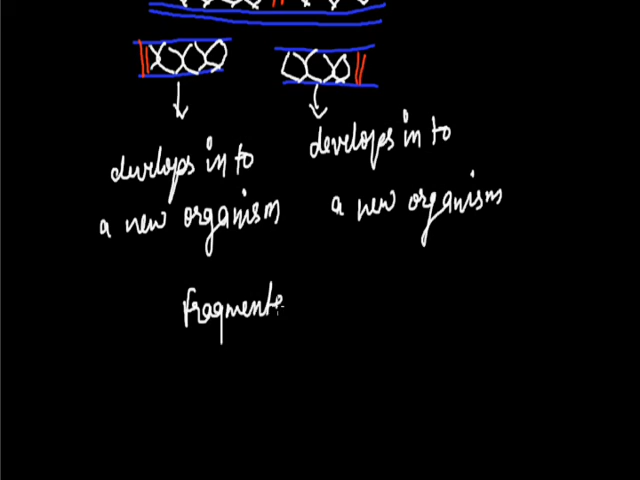 develops in to
develops in to
a new organism
a new organism
fragmente